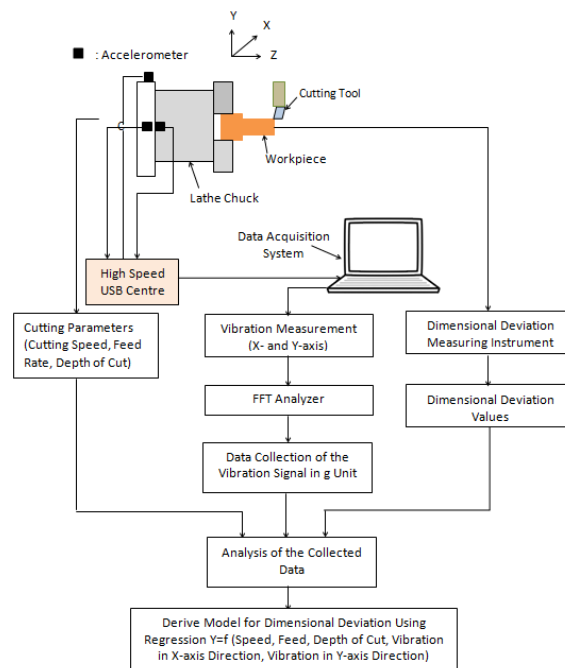 Y
X
Z
: Accelerometer
Cutting Tool
Workpiece
Lathe Chuck
Data Acquisition
System
High Speed
USB Centre
Cutting Parameters
(Cutting Speed, Feed
Rate, Depth of Cut)
Vibration Measurement
(X- and Y-axis)
Dimensional Deviation
Measuring Instrument
FFT Analyzer
Dimensional Deviation
Values
Data Collection of the
Vibration Signal in g Unit
Analysis of the Collected
Data
Derive Model for Dimensional Deviation Using
Regression Y=f (Speed, Feed, Depth of Cut, Vibration
in X-axis Direction, Vibration in Y-axis Direction)